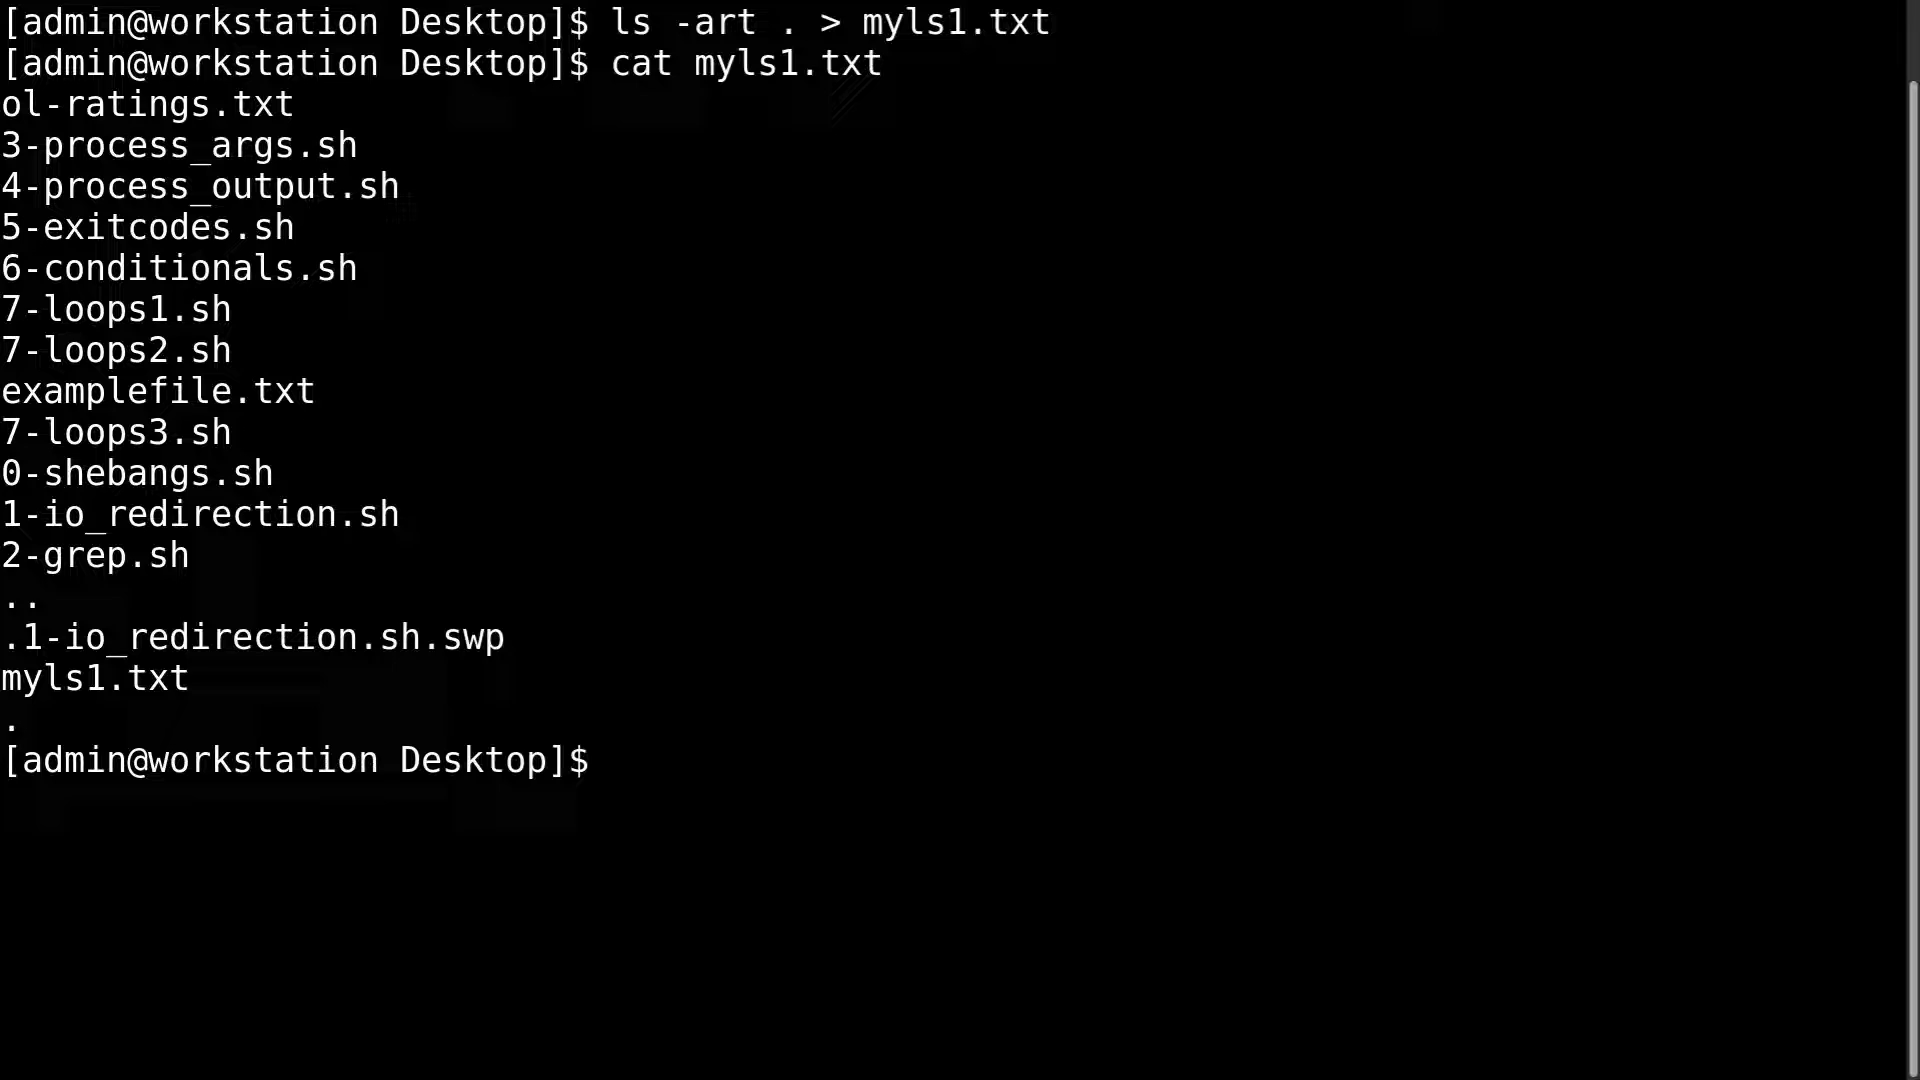 [admin@workstation Desktop]$ ls -art . > myls1.txt
[admin@workstation Desktop]$ cat myls1.txt
ol-ratings.txt
3-process_args.sh
4-process_output.sh
5-exitcodes.sh
6-conditionals.sh
7-loops1.sh
7-loops2.sh
examplefile.txt
7-loops3.sh
0-shebangs.sh
1-io_redirection.sh
2-grep.sh
..
.1-io_redirection.sh.swp
myls1.txt
.
[admin@workstation Desktop]$